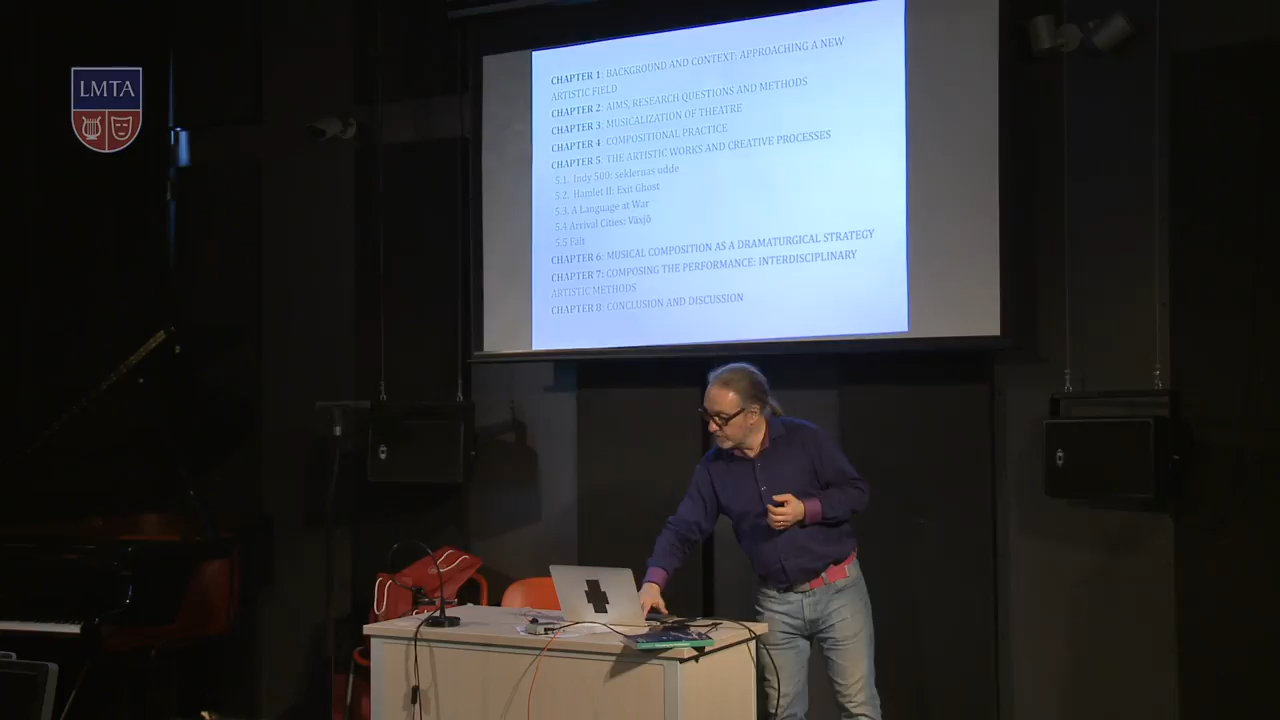 LMTA
CHAPTER 1: BACKGROUND AND CONTEXT: APPROACHING A NEW
ARTISTIC FIELD
CHAPTER 2: AIMS, RESEARCH QUESTIONS AND METHODS
CHAPTER 3: MUSICALIZATION OF THEATRE
CHAPTER 4: COMPOSITIONAL PRACTICE
CHAPTER 5: THE ARTISTIC WORKS AND CREATIVE PROCESSES
5.1. Indy 500: seklernas udde
5.2. Hamlet II: Exit Ghost
5.3. A Language at War
5.4 Arrival Cities: Växjö
5.5 Fält
CHAPTER 6: MUSICAL COMPOSITION AS A DRAMATURGICAL STRATEGY
CHAPTER 7: COMPOSING THE PERFORMANCE: INTERDISCIPLINARY
ARTISTIC METHODS
CHAPTER 8: CONCLUSION AND DISCUSSION